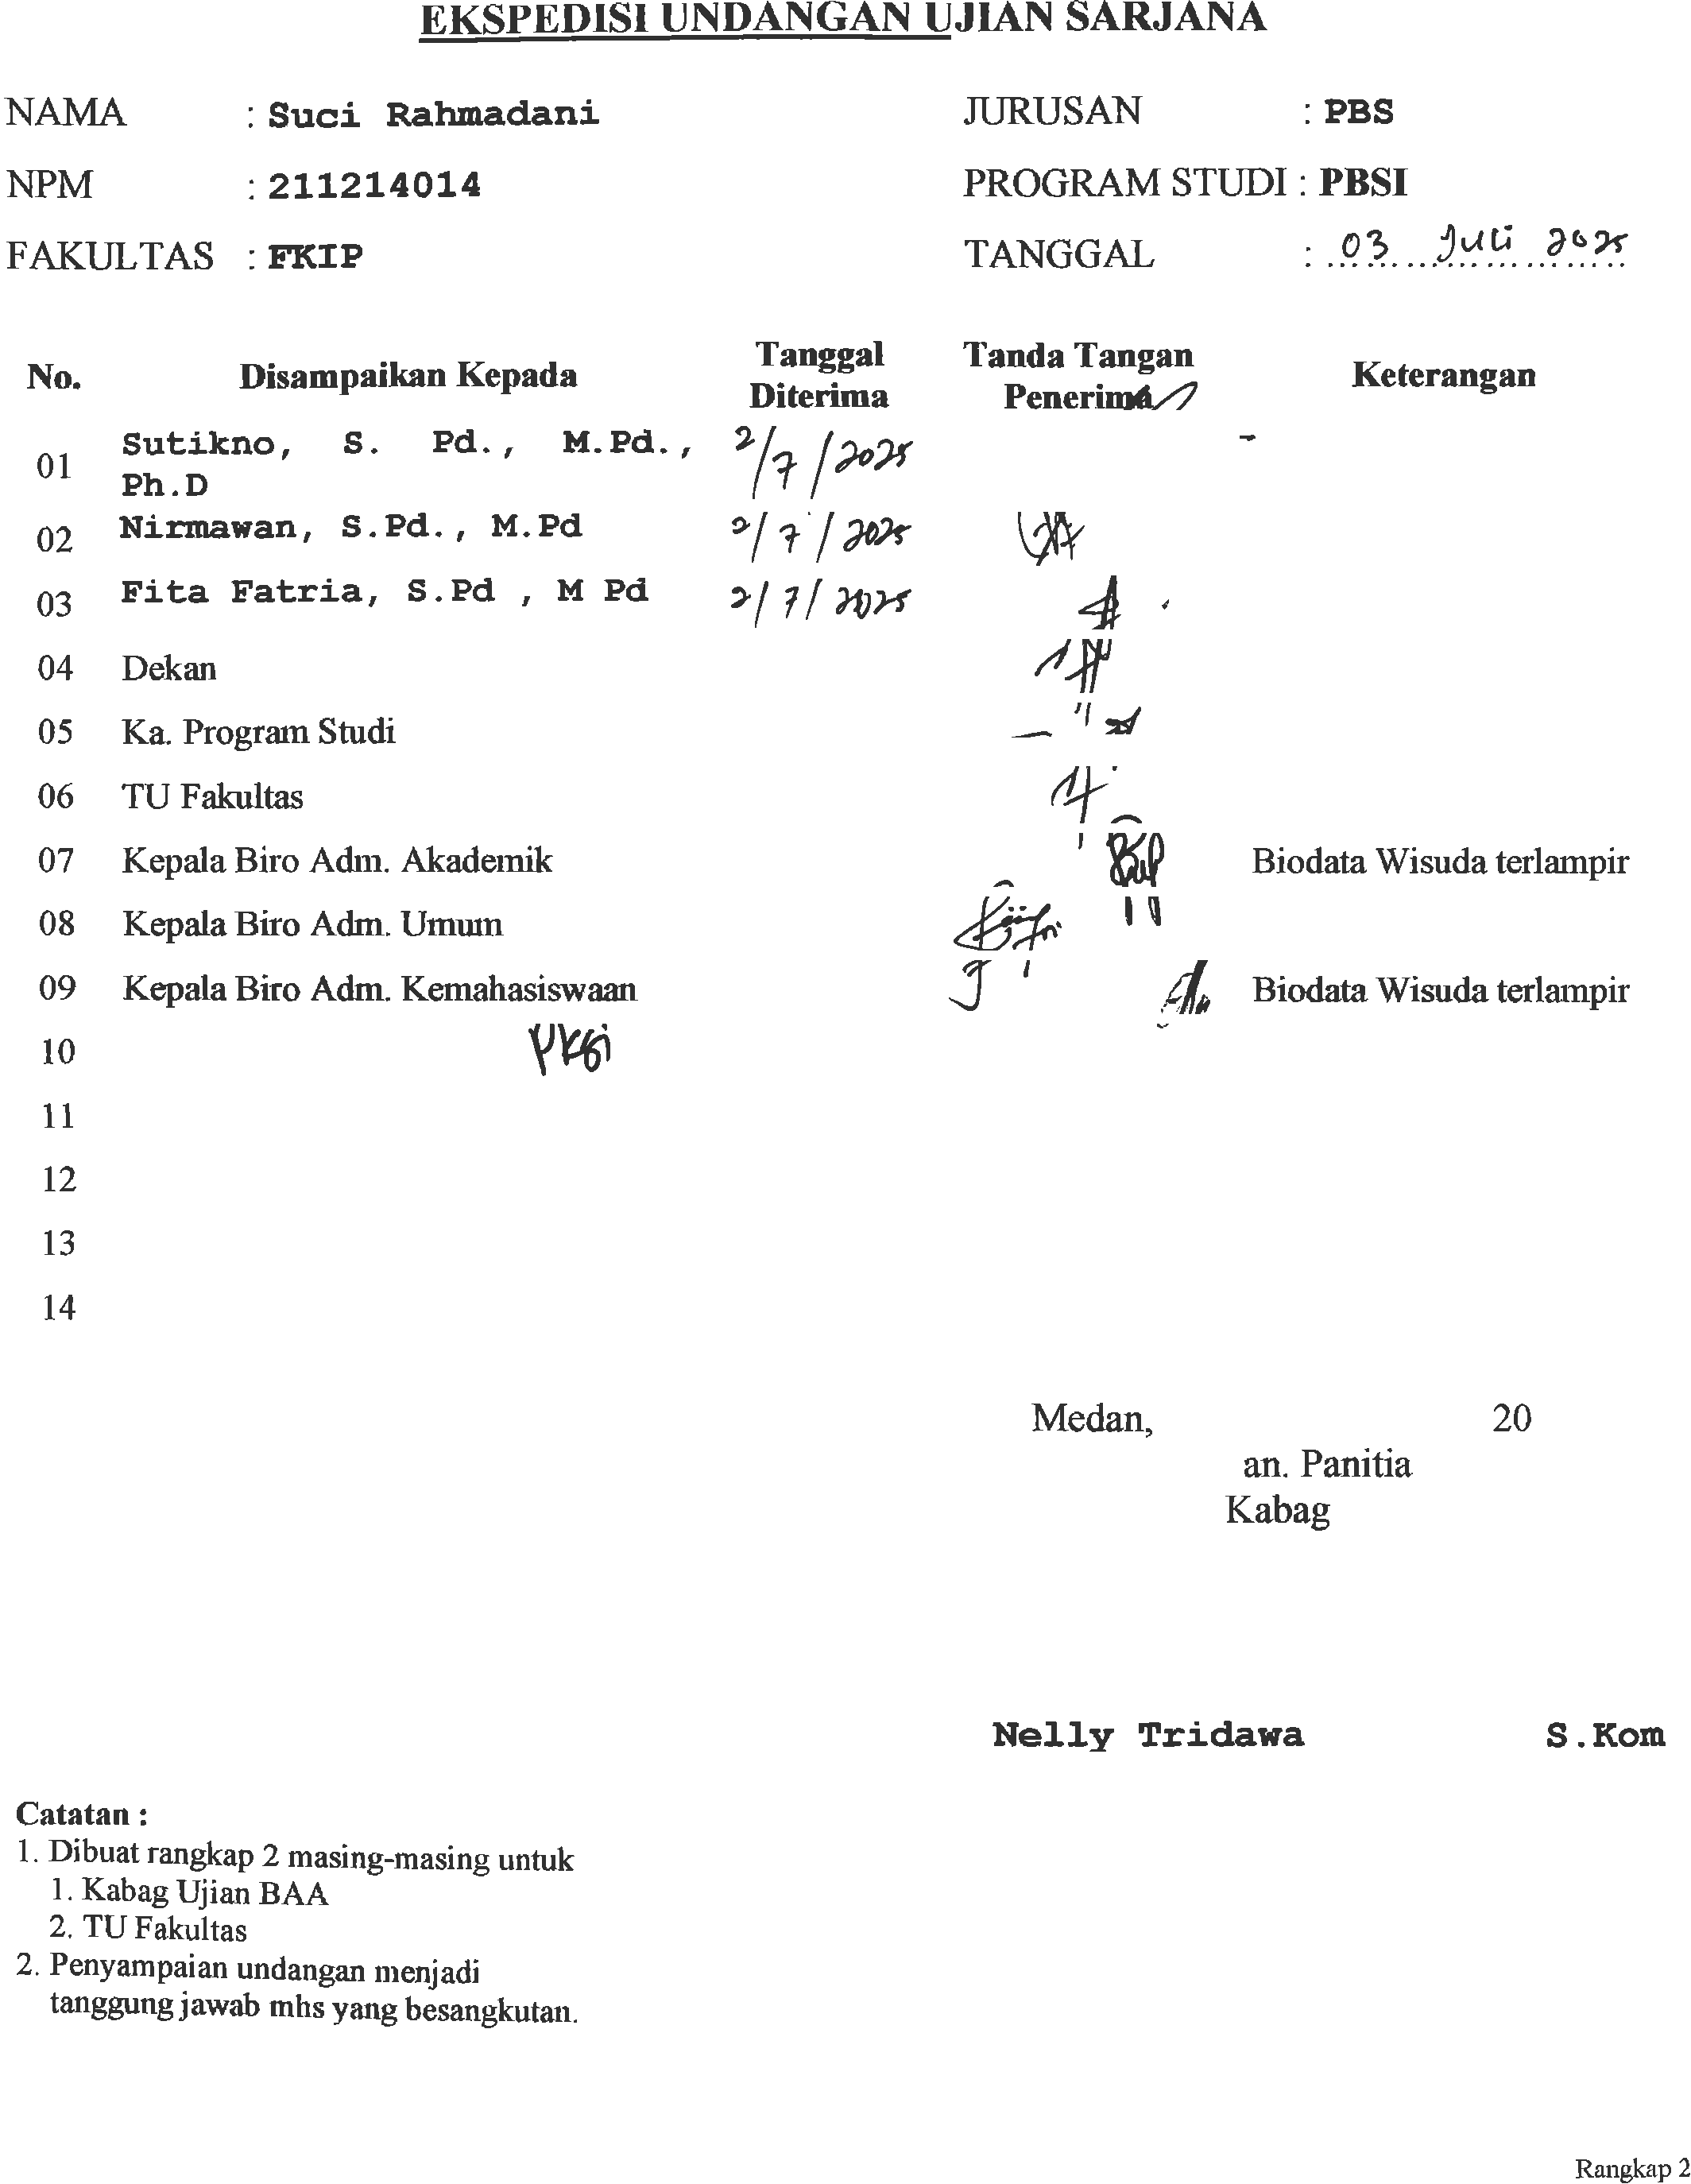 EKSPEDISI UNDANGAN UJIAN SARJANA
NAMA : Suci Rahmadani JURUSAN : PBS
NPM : 211214014 PROGRAM STUDI : PBSI
FAKULTAS : FKIP TANGGAL : 03 Juli 2025
No. Disampaikan Kepada Tanggal Diterima Tanda Tangan Penerima Keterangan
01 Sutikno, S. Pd., M.Pd., 2/7/2025 -
Ph.D
02 Nirmawan, S.Pd., M.Pd 2/7/2025
03 Fita Fatria, S.Pd , M Pd 2/7/2025
04 Dekan
05 Ka. Program Studi
06 TU Fakultas
07 Kepala Biro Adm. Akademik Biodata Wisuda terlampir
08 Kepala Biro Adm. Umum
09 Kepala Biro Adm. Kemahasiswaan Biodata Wisuda terlampir
10
11
12
13
14
Medan, 20
an. Panitia
Kabag
Nelly Tridawa S.Kom
Catatan :
1. Dibuat rangkap 2 masing-masing untuk
1. Kabag Ujian BAA
2. TU Fakultas
2. Penyampaian undangan menjadi
tanggung jawab mhs yang besangkutan.
Rangkap 2